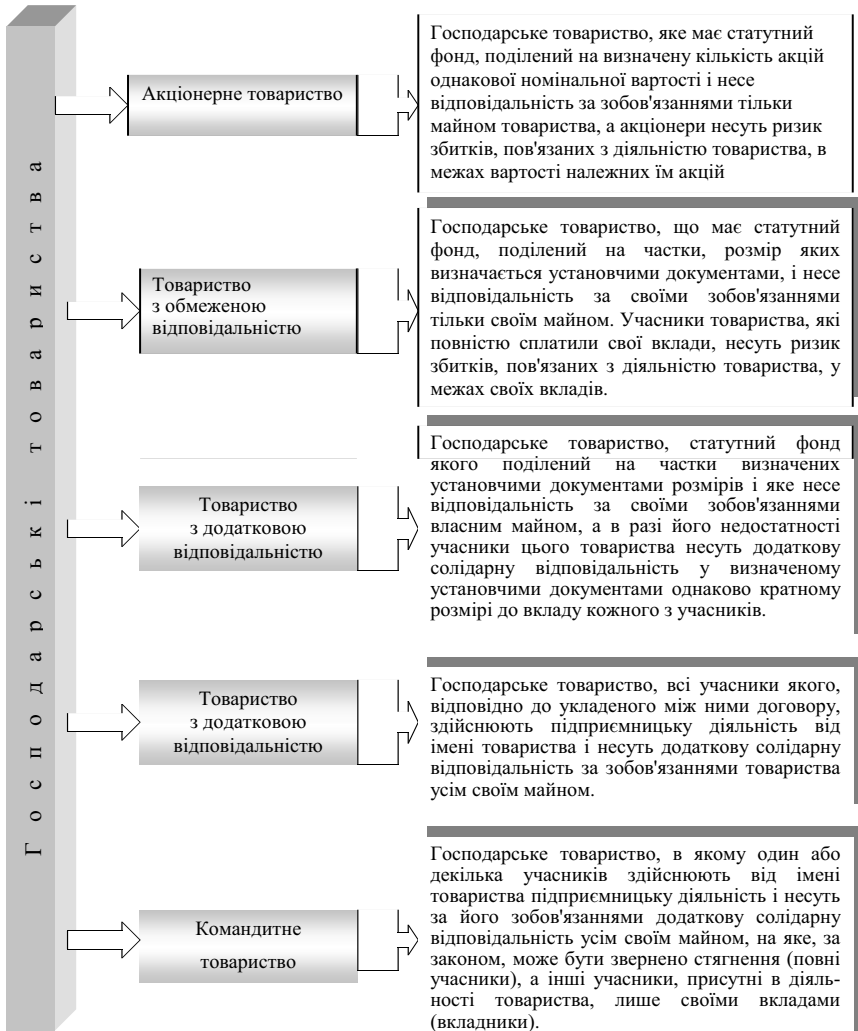 Господарські товариства
Акціонерне товариство
Господарське товариство, яке має статутний
фонд, поділений на визначену кількість акцій
однакової номінальної вартості і несе
відповідальність за зобов'язаннями тільки
майном товариства, а акціонери несуть ризик
збитків, пов'язаних з діяльністю товариства, в
межах вартості належних їм акцій
Товариство
з обмеженою
відповідальністю
Господарське товариство, що має статутний
фонд, поділений на частки, розмір яких
визначається установчими документами, і несе
відповідальність за своїми зобов'язаннями
тільки своїм майном. Учасники товариства, які
повністю сплатили свої вклади, несуть ризик
збитків, пов'язаних з діяльністю товариства, у
межах своїх вкладів.
Товариство
з додатковою
відповідальністю
Господарське товариство, статутний фонд
якого поділений на частки визначених
установчими документами розмірів і яке несе
відповідальність за своїми зобов'язаннями
власним майном, а в разі його недостатності
учасники цього товариства несуть додаткову
солідарну відповідальність у визначеному
установчими документами однаково кратному
розмірі до вкладу кожного з учасників.
Товариство
з додатковою
відповідальністю
Господарське товариство, всі учасники якого,
відповідно до укладеного між ними договору,
здійснюють підприємницьку діяльність від
імені товариства і несуть додаткову солідарну
відповідальність за зобов'язаннями товариства
усім своїм майном.
Командитне
товариство
Господарське товариство, в якому один або
декілька учасників здійснюють від імені
товариства підприємницьку діяльність і несуть
за його зобов'язаннями додаткову солідарну
відповідальність усім своїм майном, на яке, за
законом, може бути звернено стягнення (повні
учасники), а інші учасники, присутні в діяль-
ності товариства, лише своїми вкладами
(вкладники).